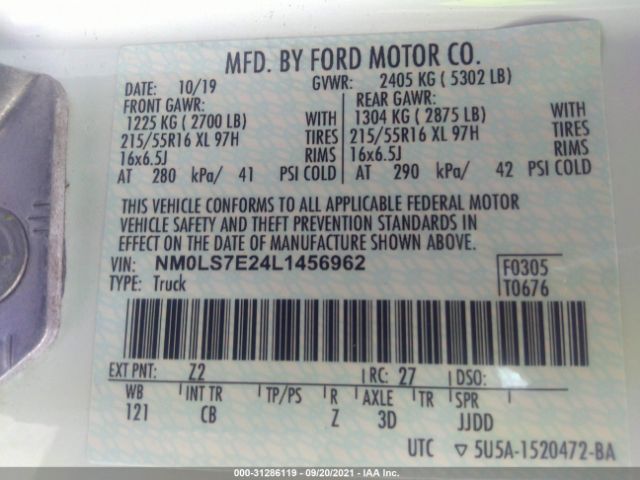 MFD. BY FORD MOTOR CO.
DATE: 10/19 GVWR: 2405 KG ( 5302 LB)
FRONT GAWR: REAR GAWR:
1225 KG ( 2700 LB) WITH 1304 KG ( 2875 LB) WITH
215/55R16 XL 97H TIRES 215/55R16 XL 97H TIRES
16x6.5J RIMS 16x6.5J RIMS
AT 280 kPa/ 41 PSI COLD AT 290 kPa/ 42 PSI COLD
THIS VEHICLE CONFORMS TO ALL APPLICABLE FEDERAL MOTOR
VEHICLE SAFETY AND THEFT PREVENTION STANDARDS IN
EFFECT ON THE DATE OF MANUFACTURE SHOWN ABOVE.
VIN: NM0LS7E24L1456962 F0305
TYPE: Truck T0676
EXT PNT: Z2 RC: 27 DSO:
WB INT TR TP/PS R AXLE TR SPR
121 CB Z 3D JJDD
UTC ▽ 5U5A-1520472-BA
000-31286119 - 09/20/2021 - IAA Inc.